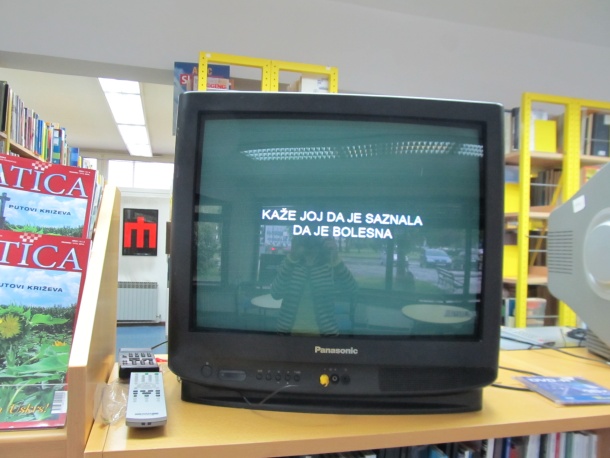 KAŽE JOJ DA JE SAZNALA
DA JE BOLESNA
Panasonic
ATICA
PUTOVI KRIŽEVA
ATICA
PUTOVI KRIŽEVA